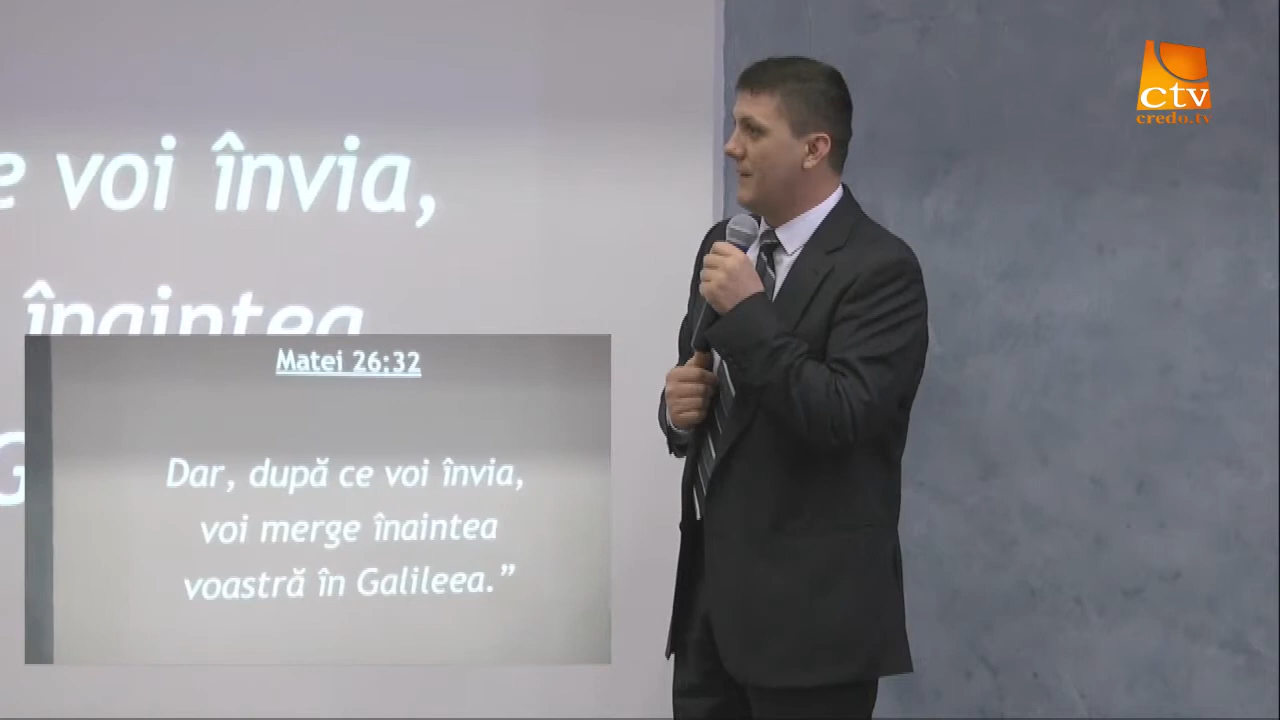 ctv
credo.tv
e voi învia,
înaintea
G
Matei 26:32
Dar, după ce voi învia,
voi merge înaintea
voastră în Galileea.”